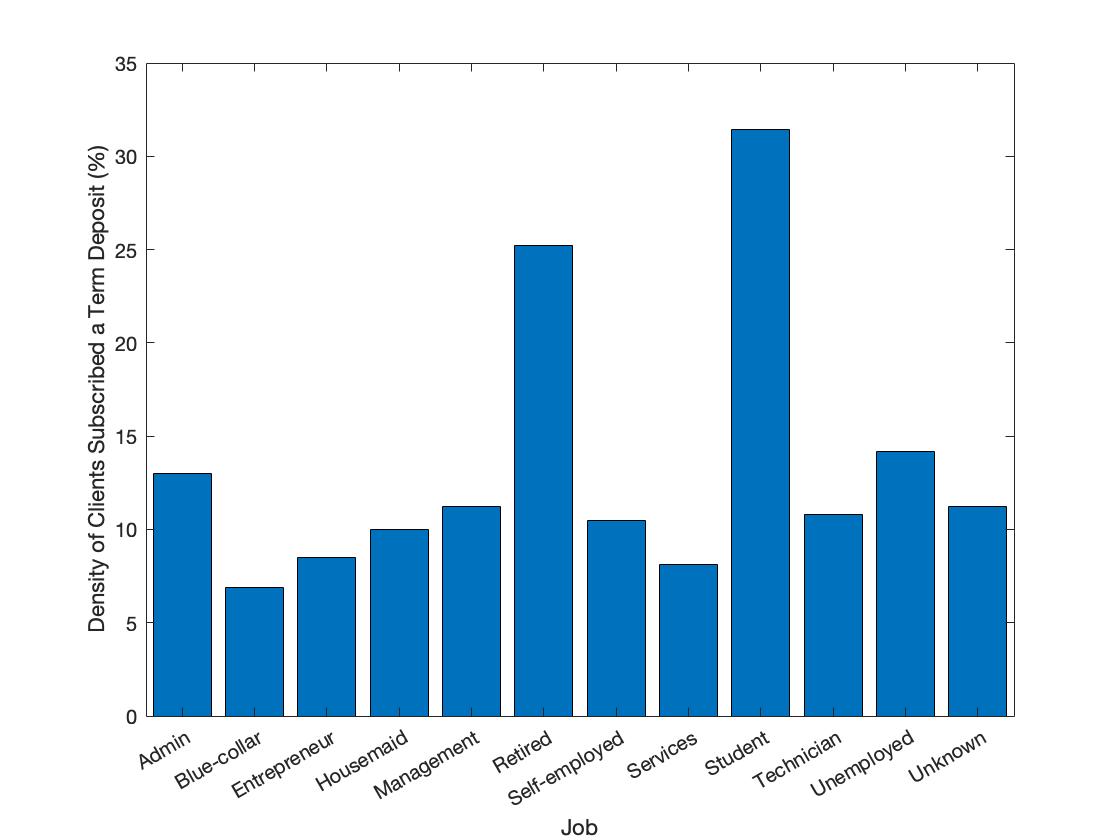 Density of Clients Subscribed a Term Deposit (%)
35
30
25
20
15
10
5
0
Admin
Blue-collar
Entrepreneur
Housemaid
Management
Retired
Self-employed
Services
Student
Technician
Unemployed
Unknown
Job